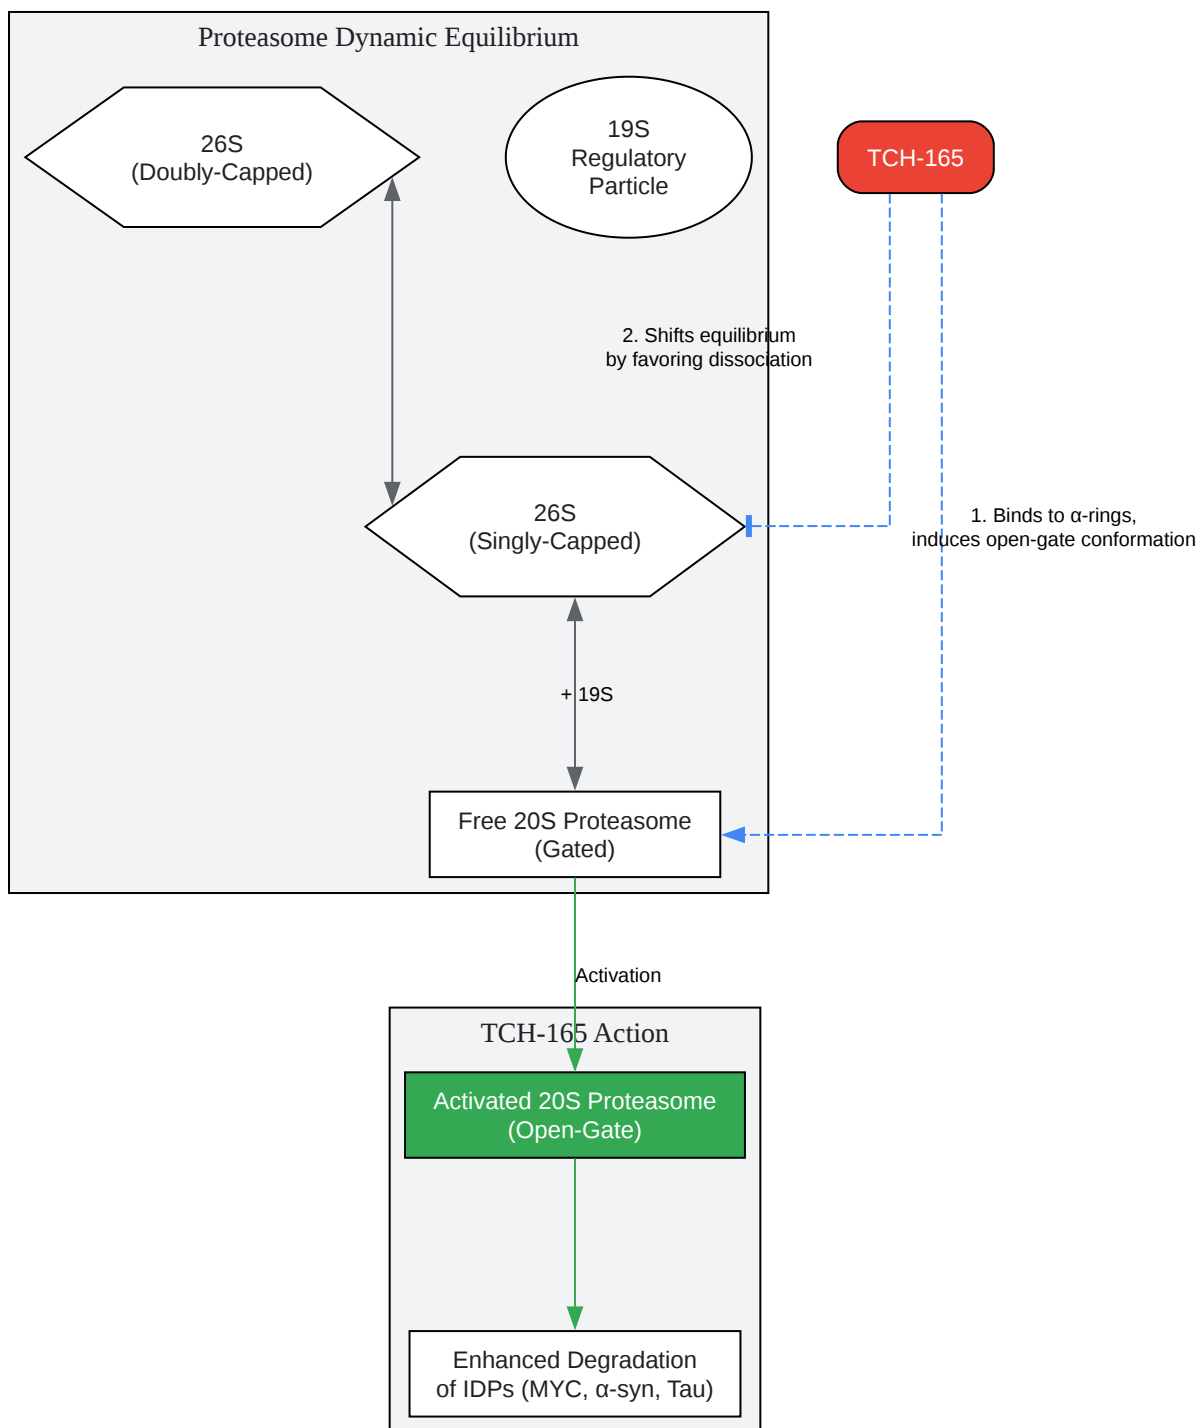 Proteasome Dynamic Equilibrium
26S
(Doubly-Capped)
19S
Regulatory
Particle
TCH-165
2. Shifts equilibrium
by favoring dissociation
26S
(Singly-Capped)
1. Binds to α-rings,
induces open-gate conformation
+ 19S
Free 20S Proteasome
(Gated)
Activation
TCH-165 Action
Activated 20S Proteasome
(Open-Gate)
Enhanced Degradation
of IDPs (MYC, α-syn, Tau)